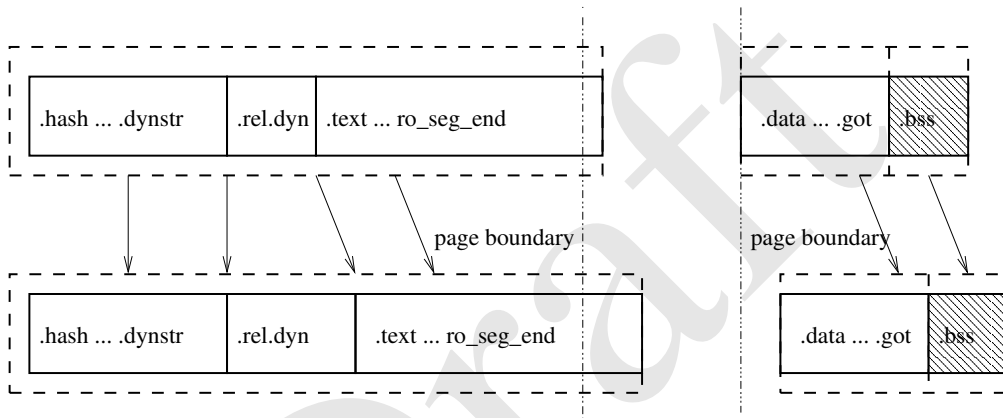 .hash ... .dynstr .rel.dyn .text ... ro_seg_end .data ... .got .bss
page boundary page boundary
.hash ... .dynstr .rel.dyn .text ... ro_seg_end .data ... .got .bss
Draft